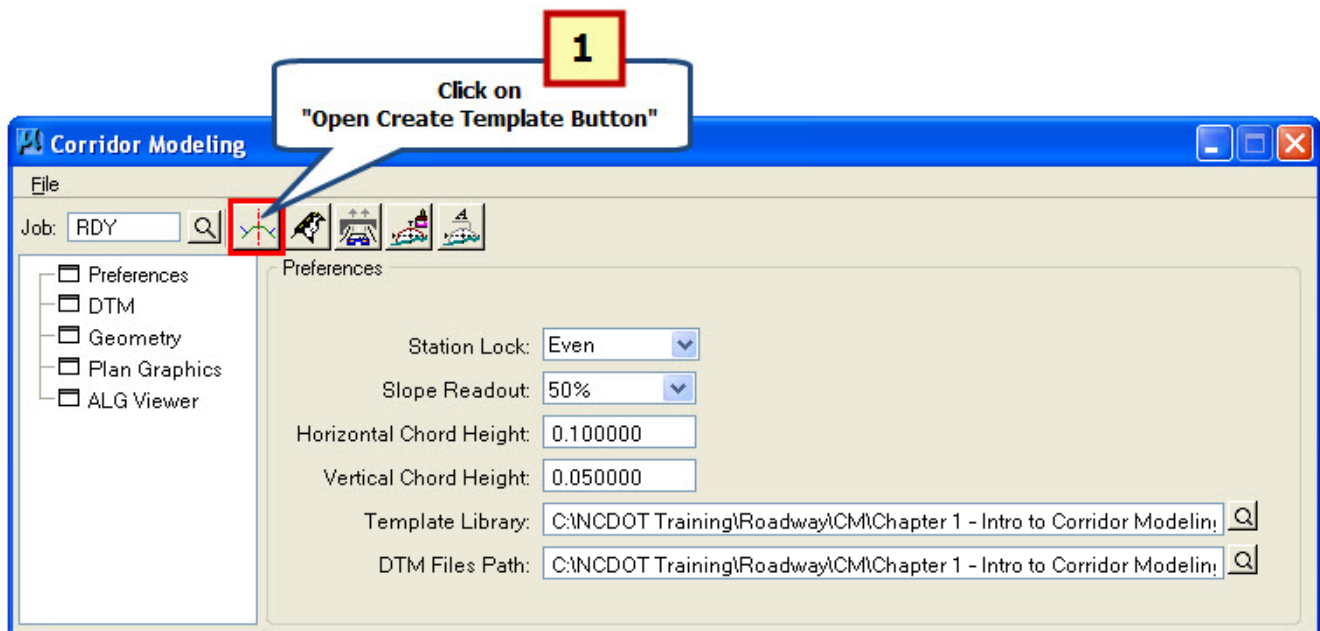 1
Click on
"Open Create Template Button"
Corridor Modeling
File
Job: RDY
A
Preferences
DTM
Geometry
Plan Graphics
ALG Viewer
Preferences
Station Lock: Even
Slope Readout: 50%
Horizontal Chord Height: 0.100000
Vertical Chord Height: 0.050000
Template Library: C:\NCDOT Training\Roadway\CM\Chapter 1 - Intro to Corridor Modeling
DTM Files Path: C:\NCDOT Training\Roadway\CM\Chapter 1 - Intro to Corridor Modeling